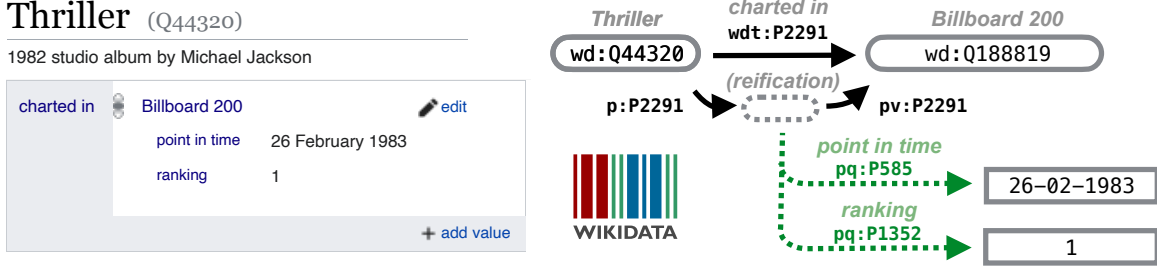 Thriller (Q44320)
1982 studio album by Michael Jackson
charted in Billboard 200 edit
point in time 26 February 1983
ranking 1
+ add value
Thriller charted in Billboard 200
wd:Q44320 wdt:P2291 wd:Q188819
(reification)
p:P2291 pv:P2291
point in time
pq:P585 26-02-1983
ranking
pq:P1352 1
WIKIDATA